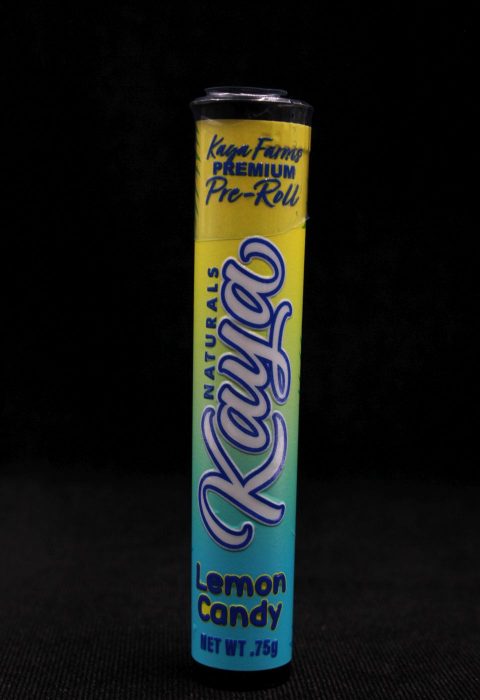 Kaya Farms
PREMIUM
Pre-Roll
NATURALS
Kaya
Lemon
Candy
NET WT .75g